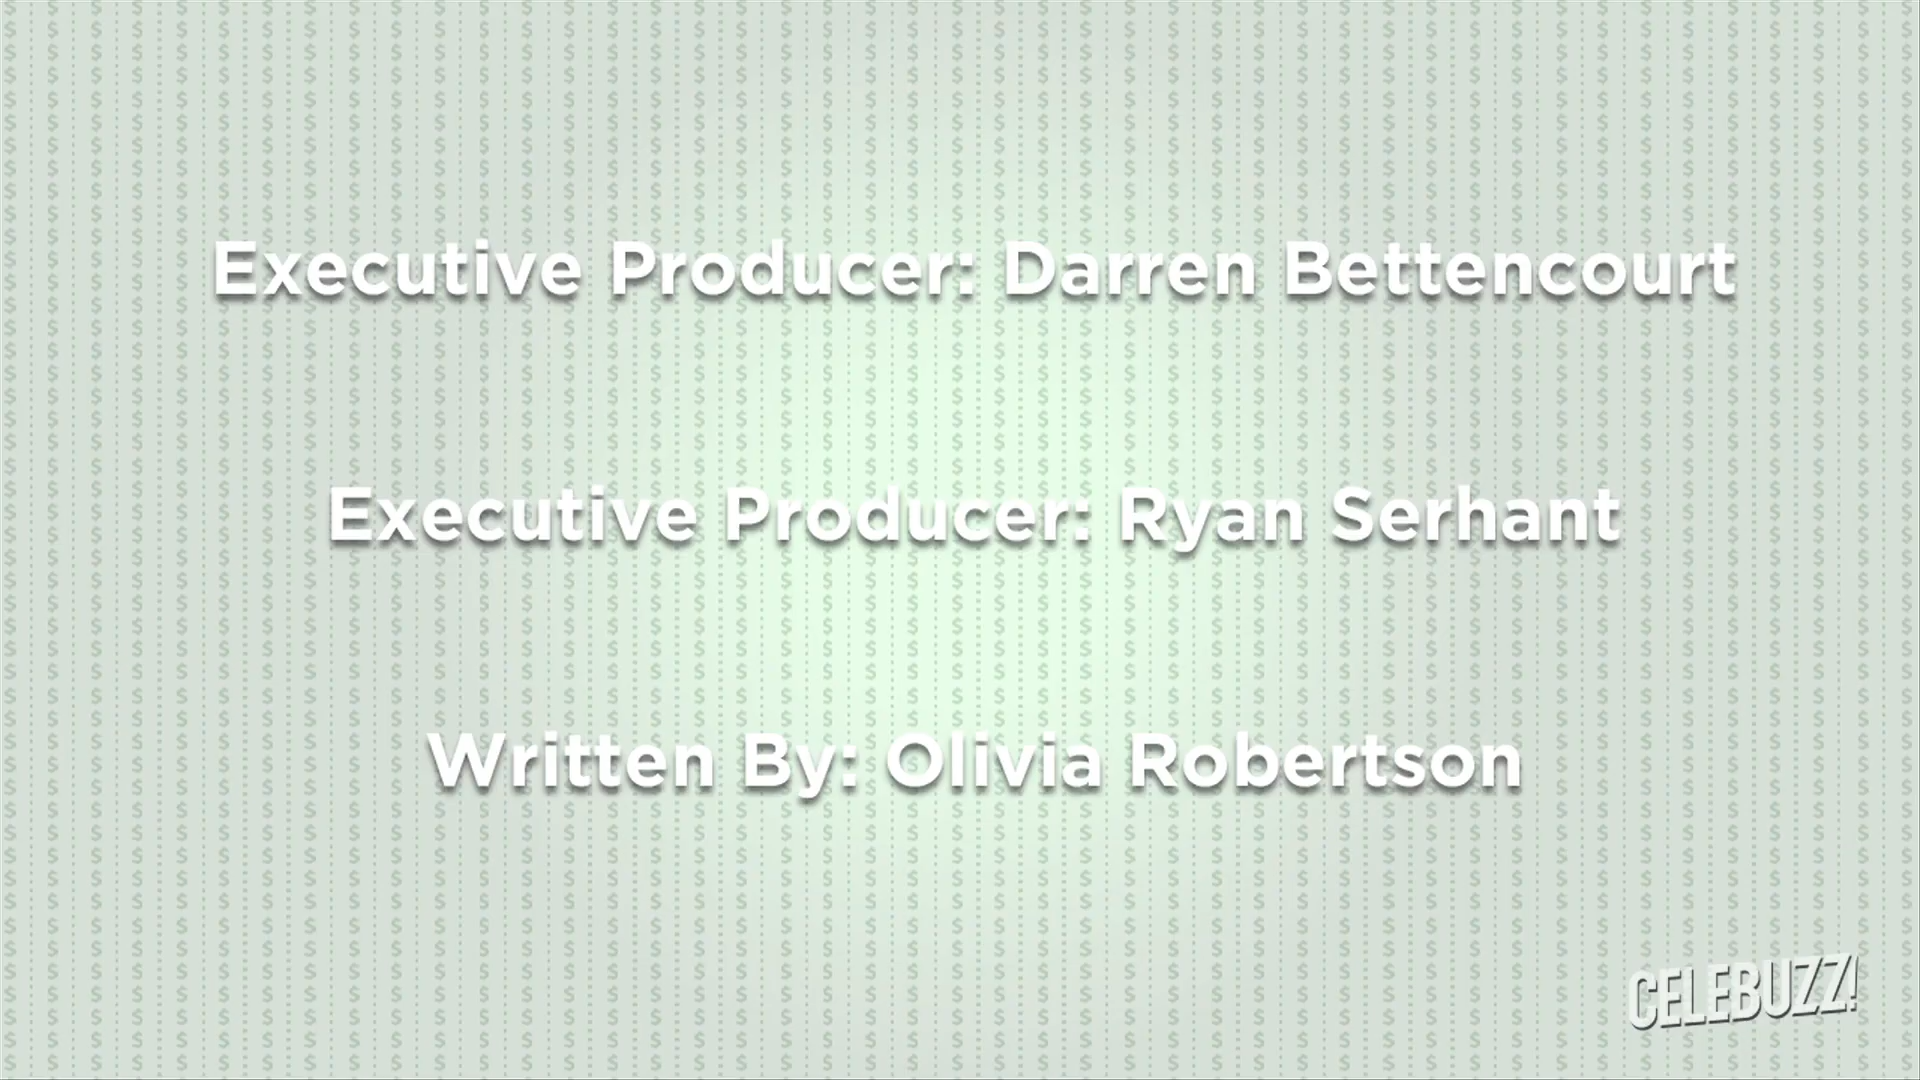 Executive Producer: Darren Bettencourt
Executive Producer: Ryan Serhant
Written By: Olivia Robertson
CELEBUZZ!